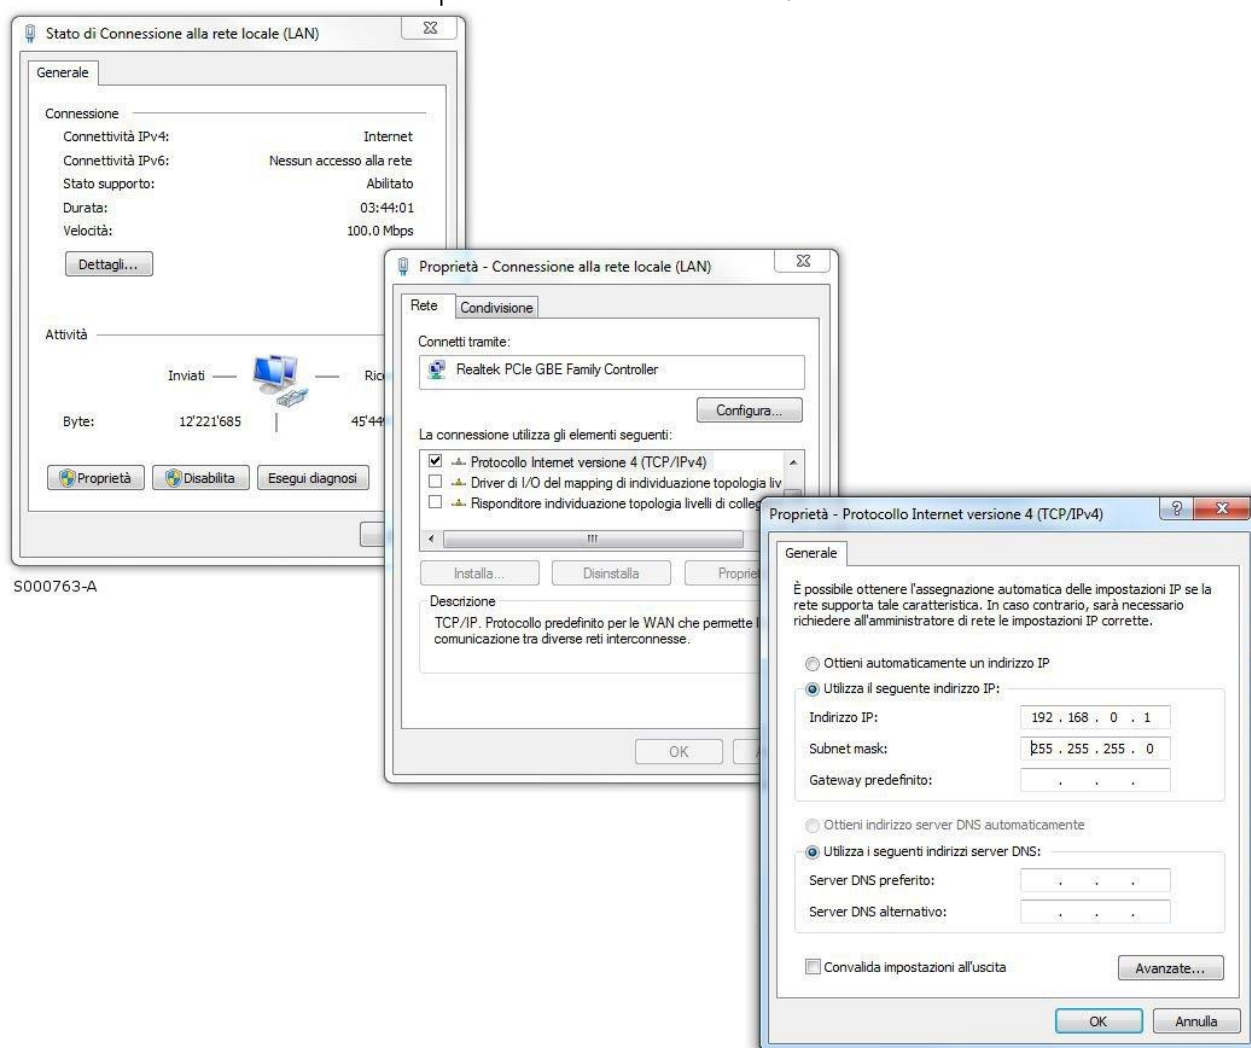 Stato di Connessione alla rete locale (LAN)
Generale
Connessione
Connettività IPv4: Internet
Connettività IPv6: Nessun accesso alla rete
Stato supporto: Abilitato
Durata: 03:44:01
Velocità: 100.0 Mbps
Dettagli...
Attività
Inviati
Byte: 12'221'685
Proprietà Disabilita Esegui diagnosi
S000763-A
Proprietà - Connessione alla rete locale (LAN)
Rete Condivisione
Connetti tramite:
Realtek PCIe GBE Family Controller
Configura...
La connessione utilizza gli elementi seguenti:
Protocollo Internet versione 4 (TCP/IPv4)
Driver di I/O del mapping di individuazione topologia liv
Risponditore individuazione topologia livelli di colleg
Installa... Disinstalla Propriet
Descrizione
TCP/IP. Protocollo predefinito per le WAN che permette l
comunicazione tra diverse reti interconnesse.
OK
Proprietà - Protocollo Internet versione 4 (TCP/IPv4)
Generale
È possibile ottenere l'assegnazione automatica delle impostazioni IP se la
rete supporta tale caratteristica. In caso contrario, sarà necessario
richiedere all'amministratore di rete le impostazioni IP corrette.
Ottieni automaticamente un indirizzo IP
Utilizza il seguente indirizzo IP:
Indirizzo IP: 192 . 168 . 0 . 1
Subnet mask: 255 . 255 . 255 . 0
Gateway predefinito: . . .
Ottieni indirizzo server DNS automaticamente
Utilizza i seguenti indirizzi server DNS:
Server DNS preferito: . . .
Server DNS alternativo: . . .
Convalida impostazioni all'uscita
Avanzate...
OK Annulla